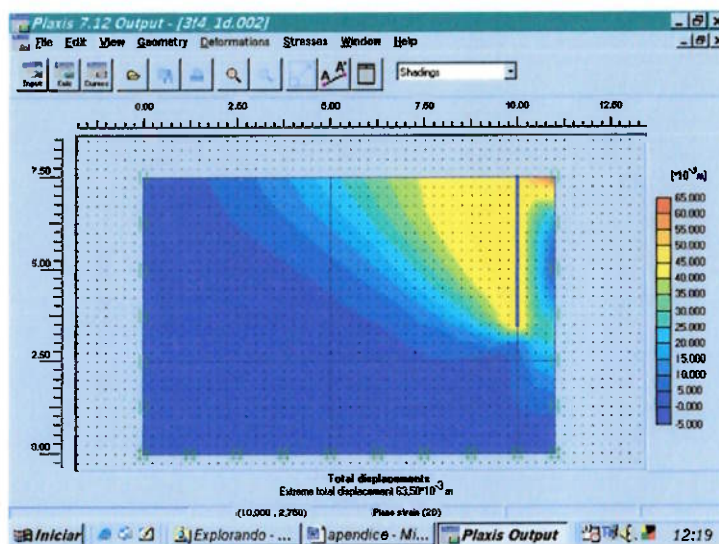 Plaxis 7.12 Output - [3f4_1d.002]
File Edit View Geometry Deformations Stresses Window Help
Input Calc Curves Shadings
0.00 2.50 5.00 7.50 10.00 12.50
7.50
5.00
2.50
0.00
[*10⁻³ m]
65.000
60.000
55.000
50.000
45.000
40.000
35.000
30.000
25.000
20.000
15.000
10.000
5.000
-0.000
-5.000
Total displacements
Extreme total displacement 63,50*10⁻³ m
(10,000 , 2,750) Plane strain (2D)
Iniciar Explorando - ... apendice - Mi... Plaxis Output 12:19